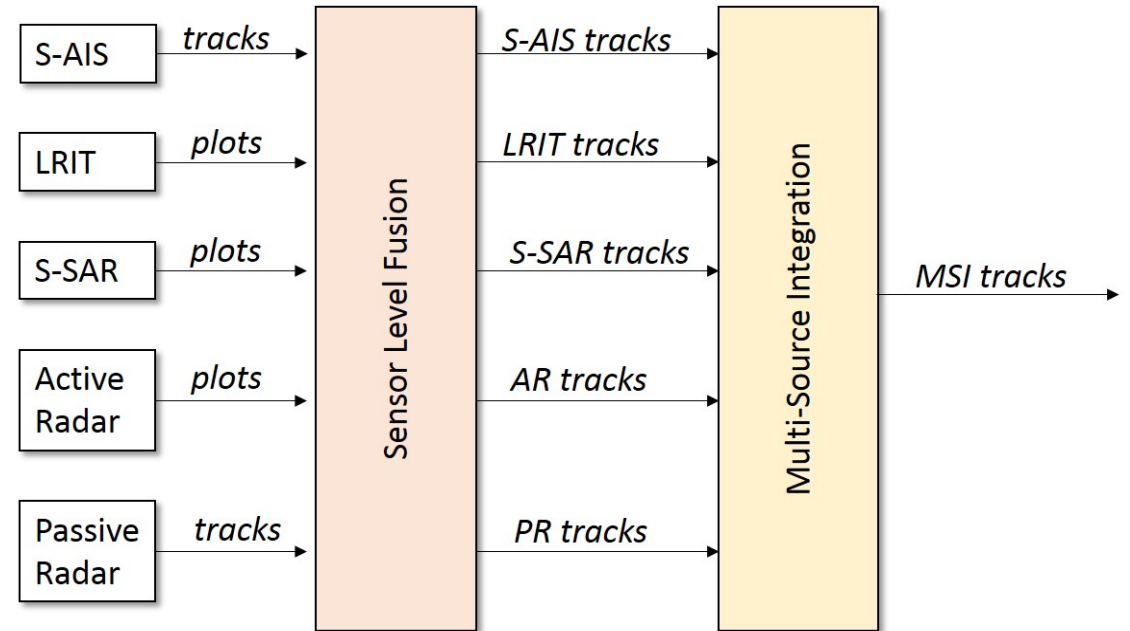 S-AIS
tracks
S-AIS tracks
LRIT
plots
LRIT tracks
S-SAR
plots
S-SAR tracks
Active
Radar
plots
AR tracks
Passive
Radar
tracks
PR tracks
Sensor Level Fusion
Multi-Source Integration
MSI tracks